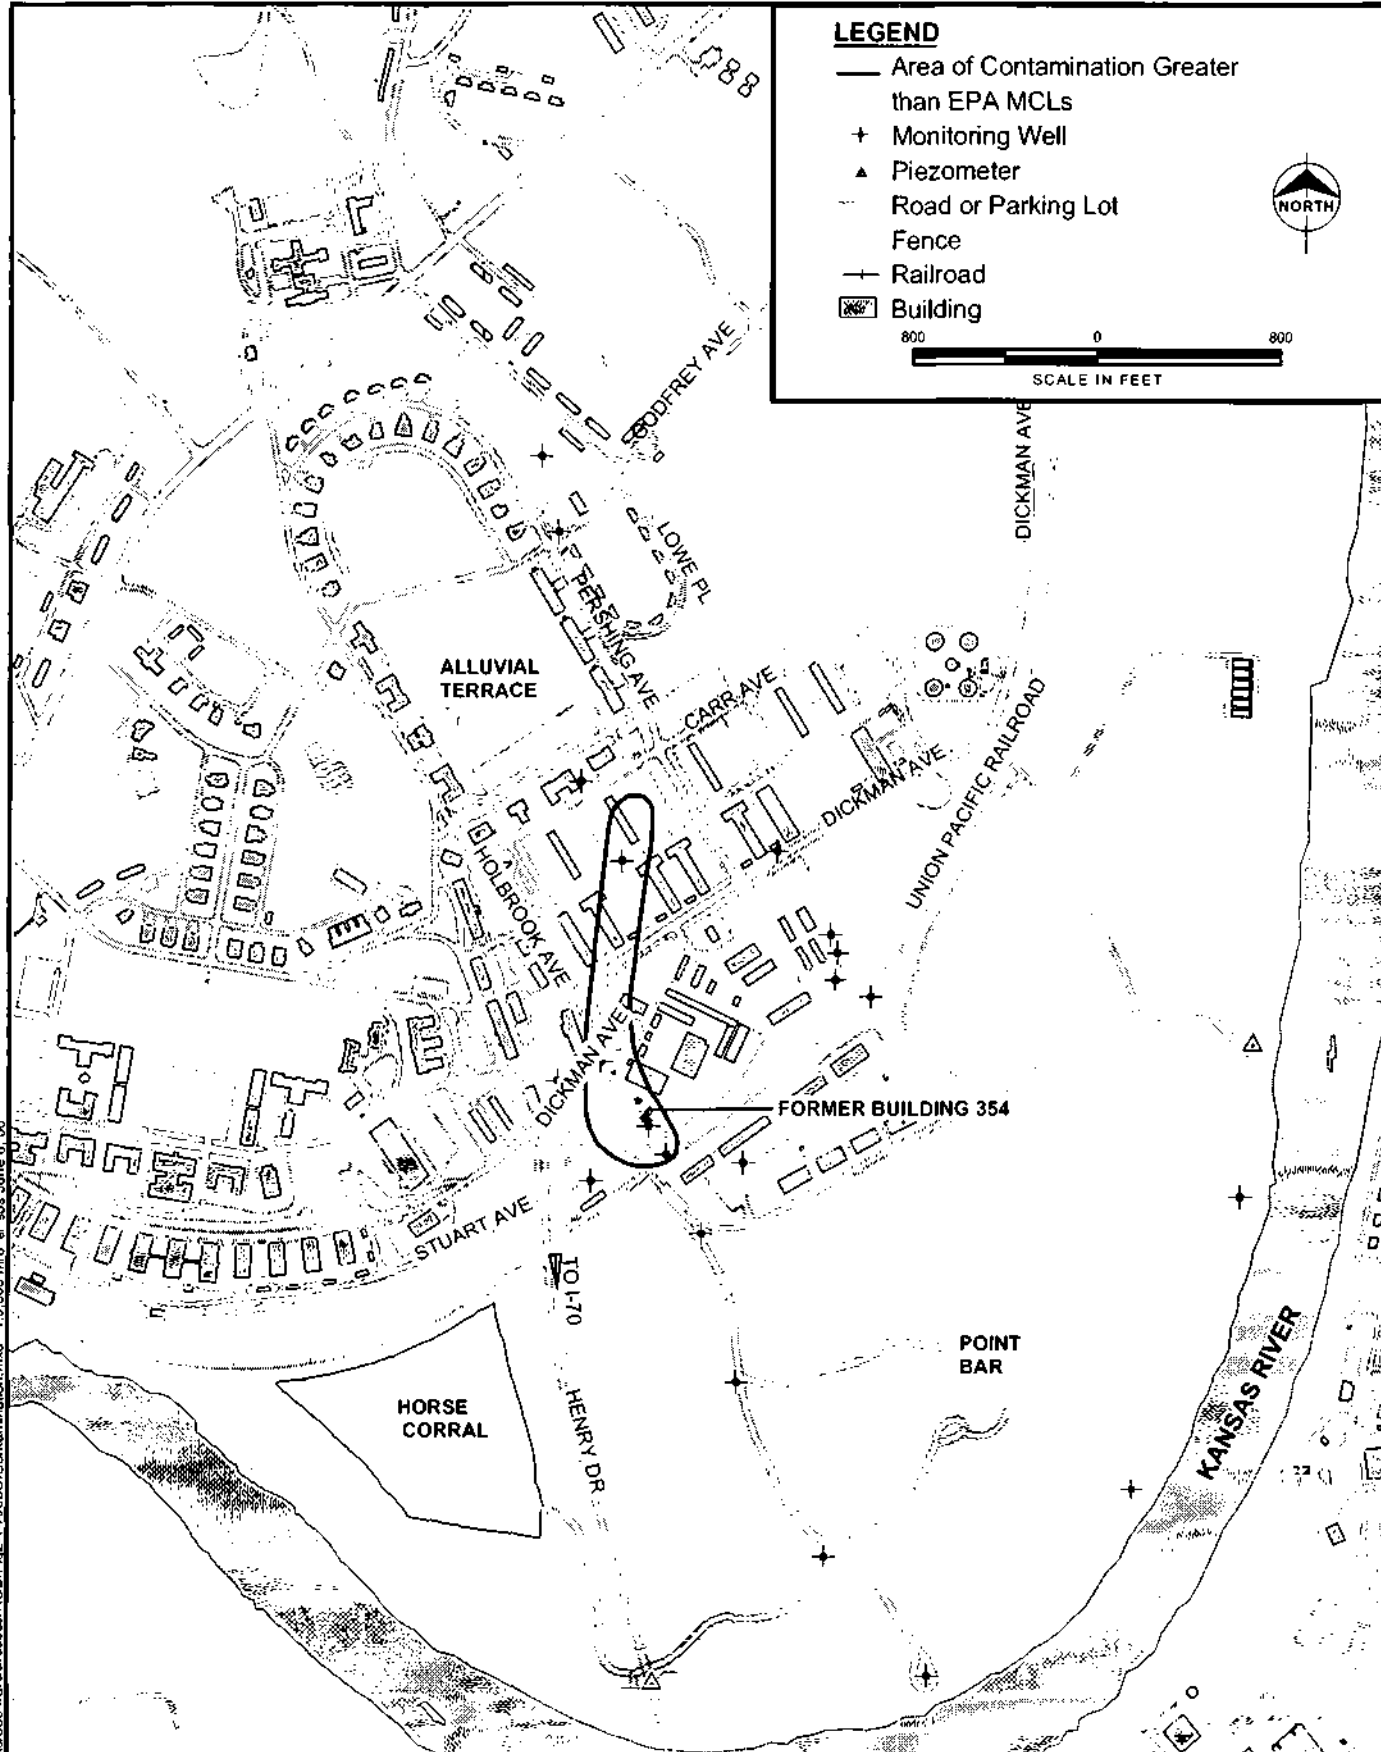 LEGEND
Area of Contamination Greater
than EPA MCLs
Monitoring Well
Piezometer
Road or Parking Lot
Fence
Railroad
Building
NORTH
800 0 800
SCALE IN FEET
GODFREY AVE
DICKMAN AVE
LOWE PL
PERSHING AVE
ALLUVIAL
TERRACE
CARR AVE
UNION PACIFIC RAILROAD
DICKMAN AVE
HOLBROOK AVE
DICKMAN AVE
FORMER BUILDING 354
STUART AVE
TO I-70
POINT
BAR
KANSAS RIVER
HORSE
CORRAL
HENRY DR